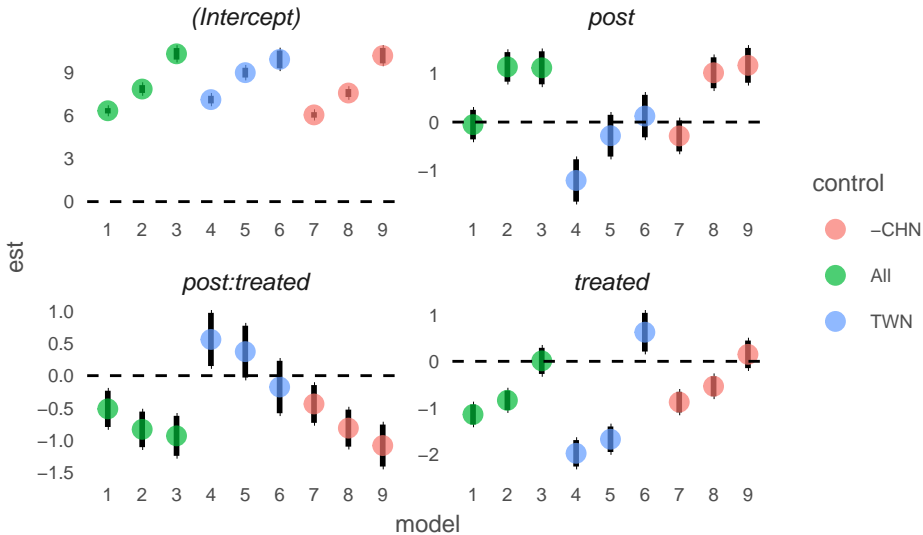 (Intercept)
post
9
6
3
0
1
0
−1
1 2 3 4 5 6 7 8 9
1 2 3 4 5 6 7 8 9
est
post:treated
treated
1.0
0.5
0.0
−0.5
−1.0
−1.5
1
0
−1
−2
1 2 3 4 5 6 7 8 9
1 2 3 4 5 6 7 8 9
model
control
−CHN
All
TWN